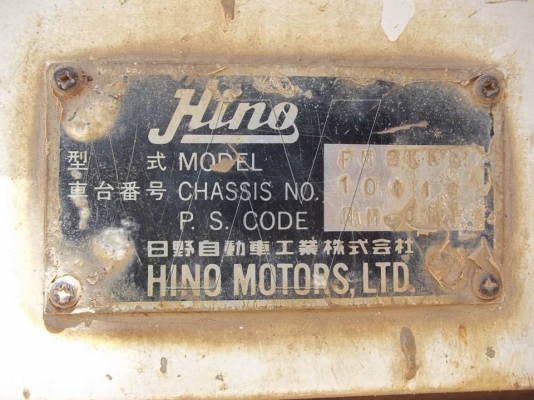 Hino
型 式 MODEL
車台番号 CHASSIS NO.
P. S. CODE
日野自動車工業株式会社
HINO MOTORS, LTD.